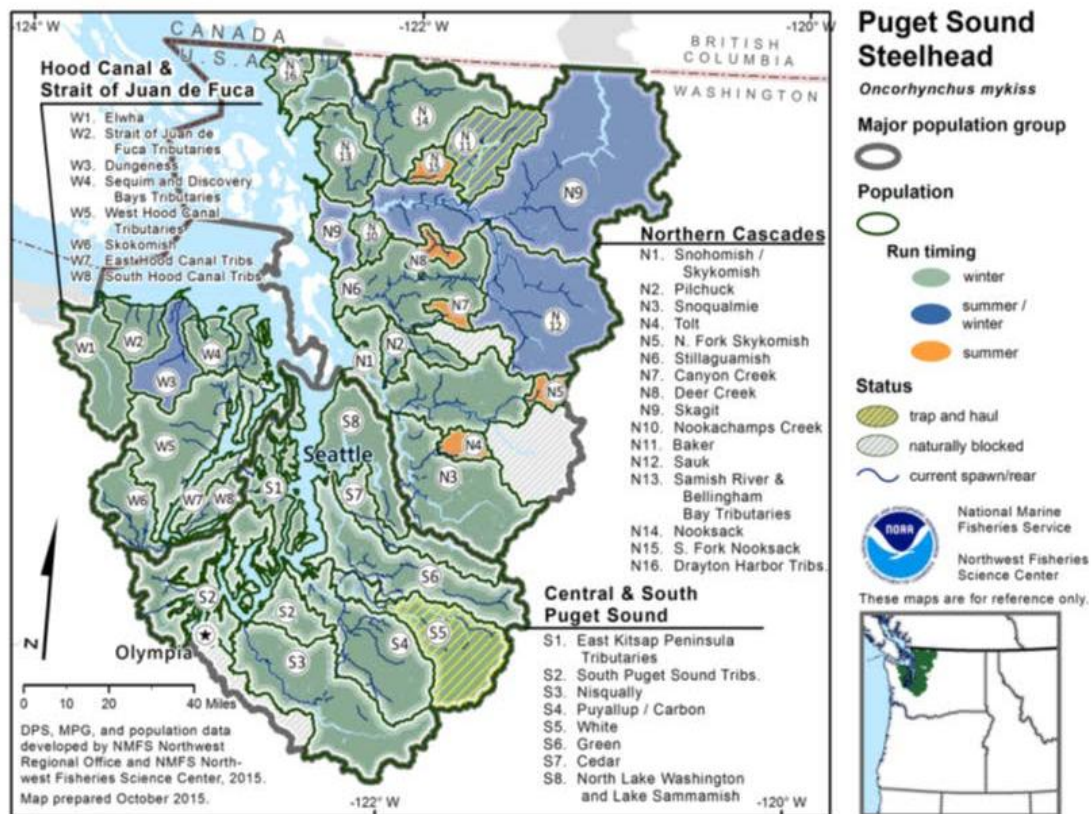 -124° W
-122° W
-120° W
CANADA
U.S.A.
BRITISH
COLUMBIA
WASHINGTON
Hood Canal &
Strait of Juan de Fuca
W1. Elwha
W2. Strait of Juan de
Fuca Tributaries
W3. Dungeness
W4. Sequim and Discovery
Bays Tributaries
W5. West Hood Canal
Tributaries
W6. Skokomish
W7. East Hood Canal Tribs
W8. South Hood Canal Tribs.
N
16
N
14
N
11
N
13
N
15
N9
N9
N
10
N8
N6
N7
N
12
N1
N2
N5
N4
N3
W1
W2
W4
W3
W5
W6
W7
W8
S1
S8
Seattle
S7
S6
S2
S2
S5
S4
S3
Olympia
Northern Cascades
N1. Snohomish /
Skykomish
N2. Pilchuck
N3. Snoqualmie
N4. Tolt
N5. N. Fork Skykomish
N6. Stillaguamish
N7. Canyon Creek
N8. Deer Creek
N9. Skagit
N10. Nookachamps Creek
N11. Baker
N12. Sauk
N13. Samish River &
Bellingham
Bay Tributaries
N14. Nooksack
N15. S. Fork Nooksack
N16. Drayton Harbor Tribs.
Central & South
Puget Sound
S1. East Kitsap Peninsula
Tributaries
S2. South Puget Sound Tribs.
S3. Nisqually
S4. Puyallup / Carbon
S5. White
S6. Green
S7. Cedar
S8. North Lake Washington
and Lake Sammamish
N
0 10 20 40 Miles
DPS, MPG, and population data
developed by NMFS Northwest
Regional Office and NMFS North-
west Fisheries Science Center, 2015.
Map prepared October 2015.
-122° W
-120° W
Puget Sound
Steelhead
Oncorhynchus mykiss
Major population group
Population
Run timing
winter
summer /
winter
summer
Status
trap and haul
naturally blocked
current spawn/rear
NOAA
National Marine
Fisheries Service
Northwest Fisheries
Science Center
These maps are for reference only.